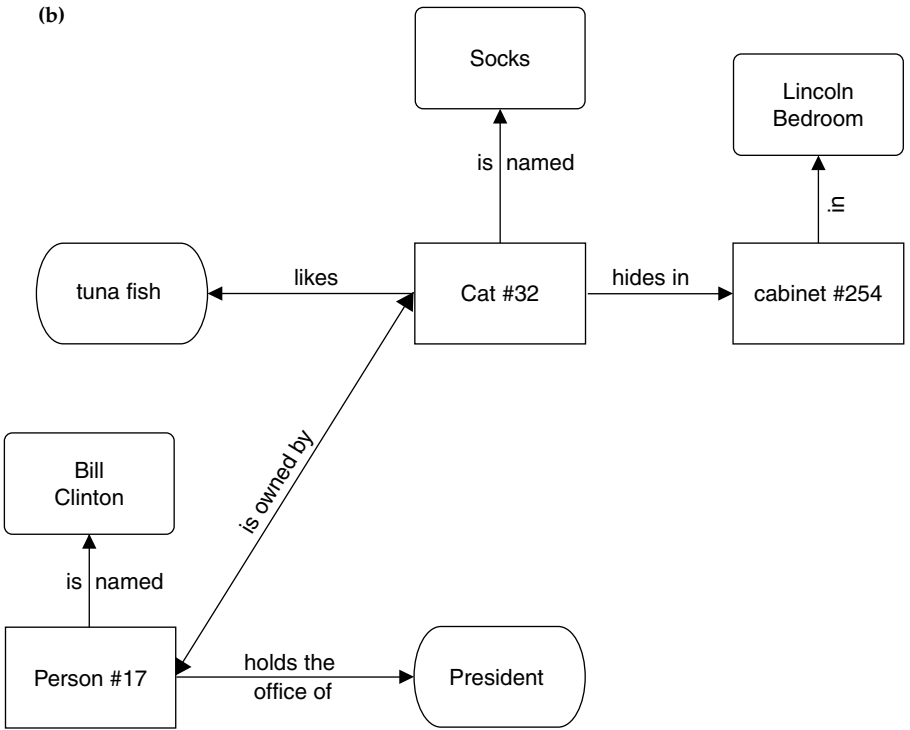 (b)
Socks
Lincoln
Bedroom
is named
in
tuna fish
likes
Cat #32
hides in
cabinet #254
is owned by
Bill
Clinton
is named
Person #17
holds the
office of
President